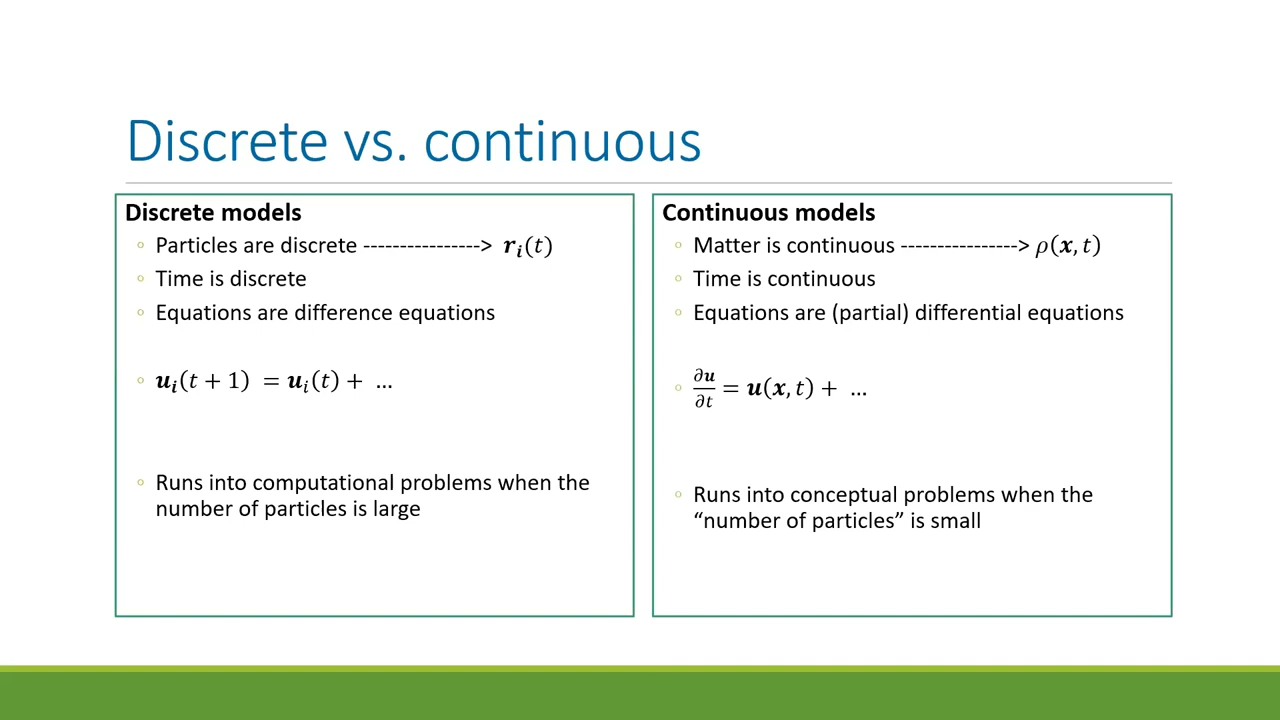 Discrete vs. continuous
Discrete models
◦ Particles are discrete ----------------> 𝒓ᵢ(t)
◦ Time is discrete
◦ Equations are difference equations
◦ 𝒖ᵢ(t + 1) = 𝒖ᵢ(t) + …
◦ Runs into computational problems when the
number of particles is large
Continuous models
◦ Matter is continuous ----------------> ρ(𝒙, t)
◦ Time is continuous
◦ Equations are (partial) differential equations
◦ ∂𝒖/∂t = 𝒖(𝒙, t) + …
◦ Runs into conceptual problems when the
“number of particles” is small